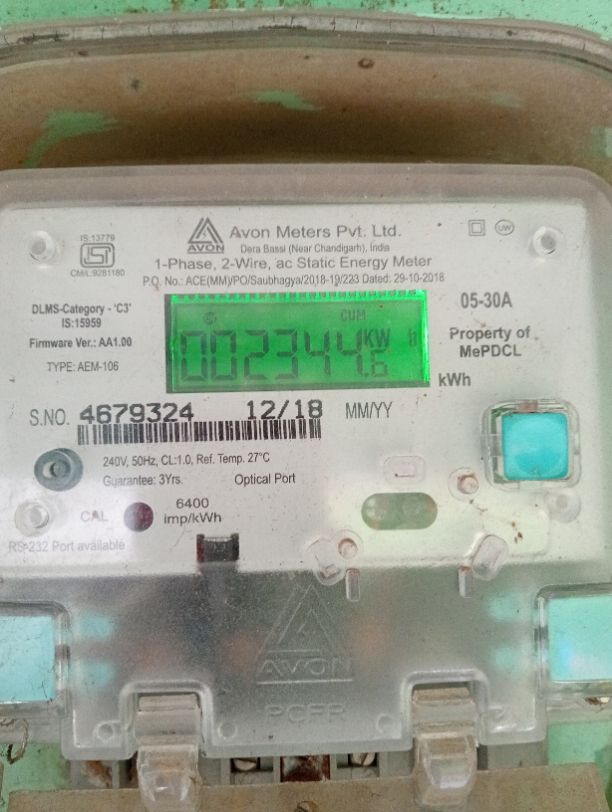 IS:13779
ISI
CM/L:9281180
AVON
Avon Meters Pvt. Ltd.
Dera Bassi (Near Chandigarh), India
UW
1-Phase, 2-Wire, ac Static Energy Meter
P.O. No.: ACE(MM)/PO/Saubhagya/2018-19/223 Dated: 29-10-2018
DLMS-Category - 'C3'
IS:15959
Firmware Ver.: AA1.00
TYPE: AEM-106
CUM
002344.6 KW h
05-30A
Property of
MePDCL
kWh
S.NO. 4679324 12/18 MM/YY
240V, 50Hz, CL:1.0, Ref. Temp. 27°C
Guarantee: 3Yrs. Optical Port
CAL
6400
imp/kWh
RS-232 Port available
AVON